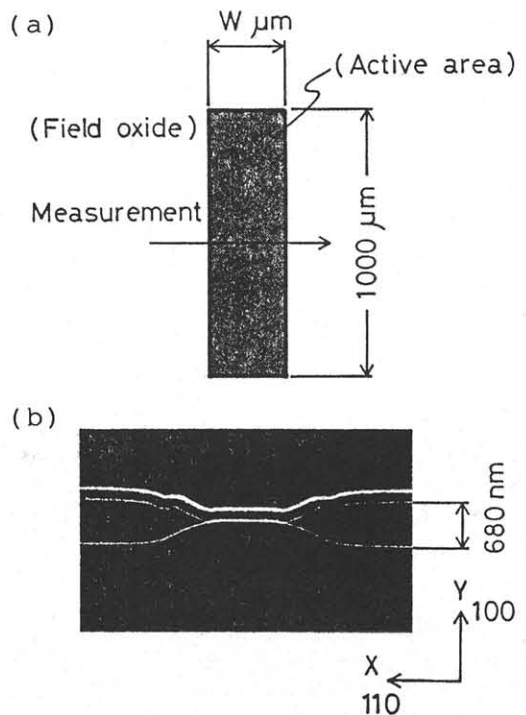 (a)
W μm
(Active area)
(Field oxide)
Measurement
1000 μm
(b)
680 nm
Y
100
X
110